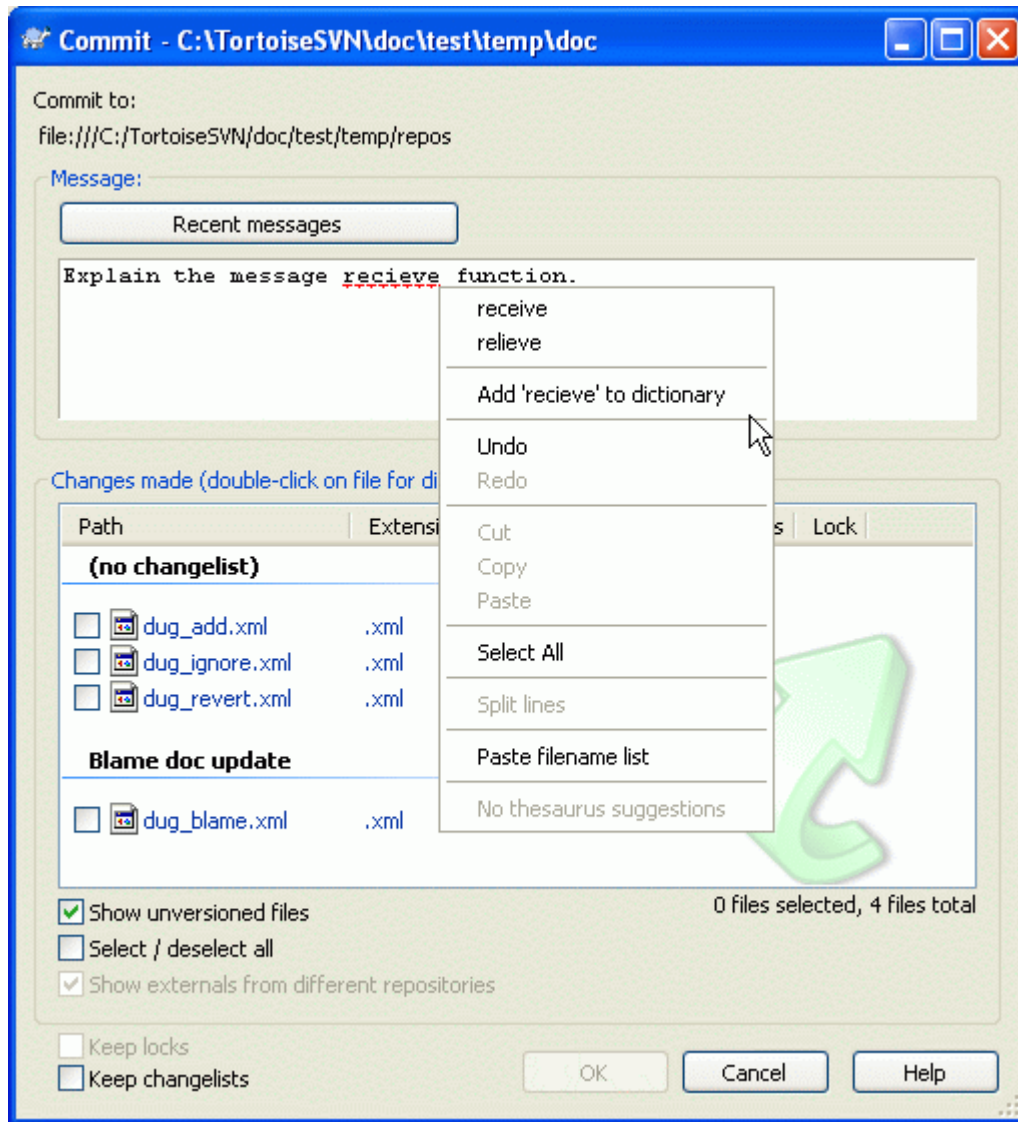 Commit - C:\TortoiseSVN\doc\test\temp\doc
Commit to:
file:///C:/TortoiseSVN/doc/test/temp/repos
Message:
Recent messages
Explain the message recieve function.
receive
relieve
Add 'recieve' to dictionary
Undo
Redo
Cut
Copy
Paste
Select All
Split lines
Paste filename list
No thesaurus suggestions
Changes made (double-click on file for di
Path Extensi s Lock
(no changelist)
dug_add.xml .xml
dug_ignore.xml .xml
dug_revert.xml .xml
Blame doc update
dug_blame.xml .xml
0 files selected, 4 files total
Show unversioned files
Select / deselect all
Show externals from different repositories
Keep locks
Keep changelists
OK Cancel Help